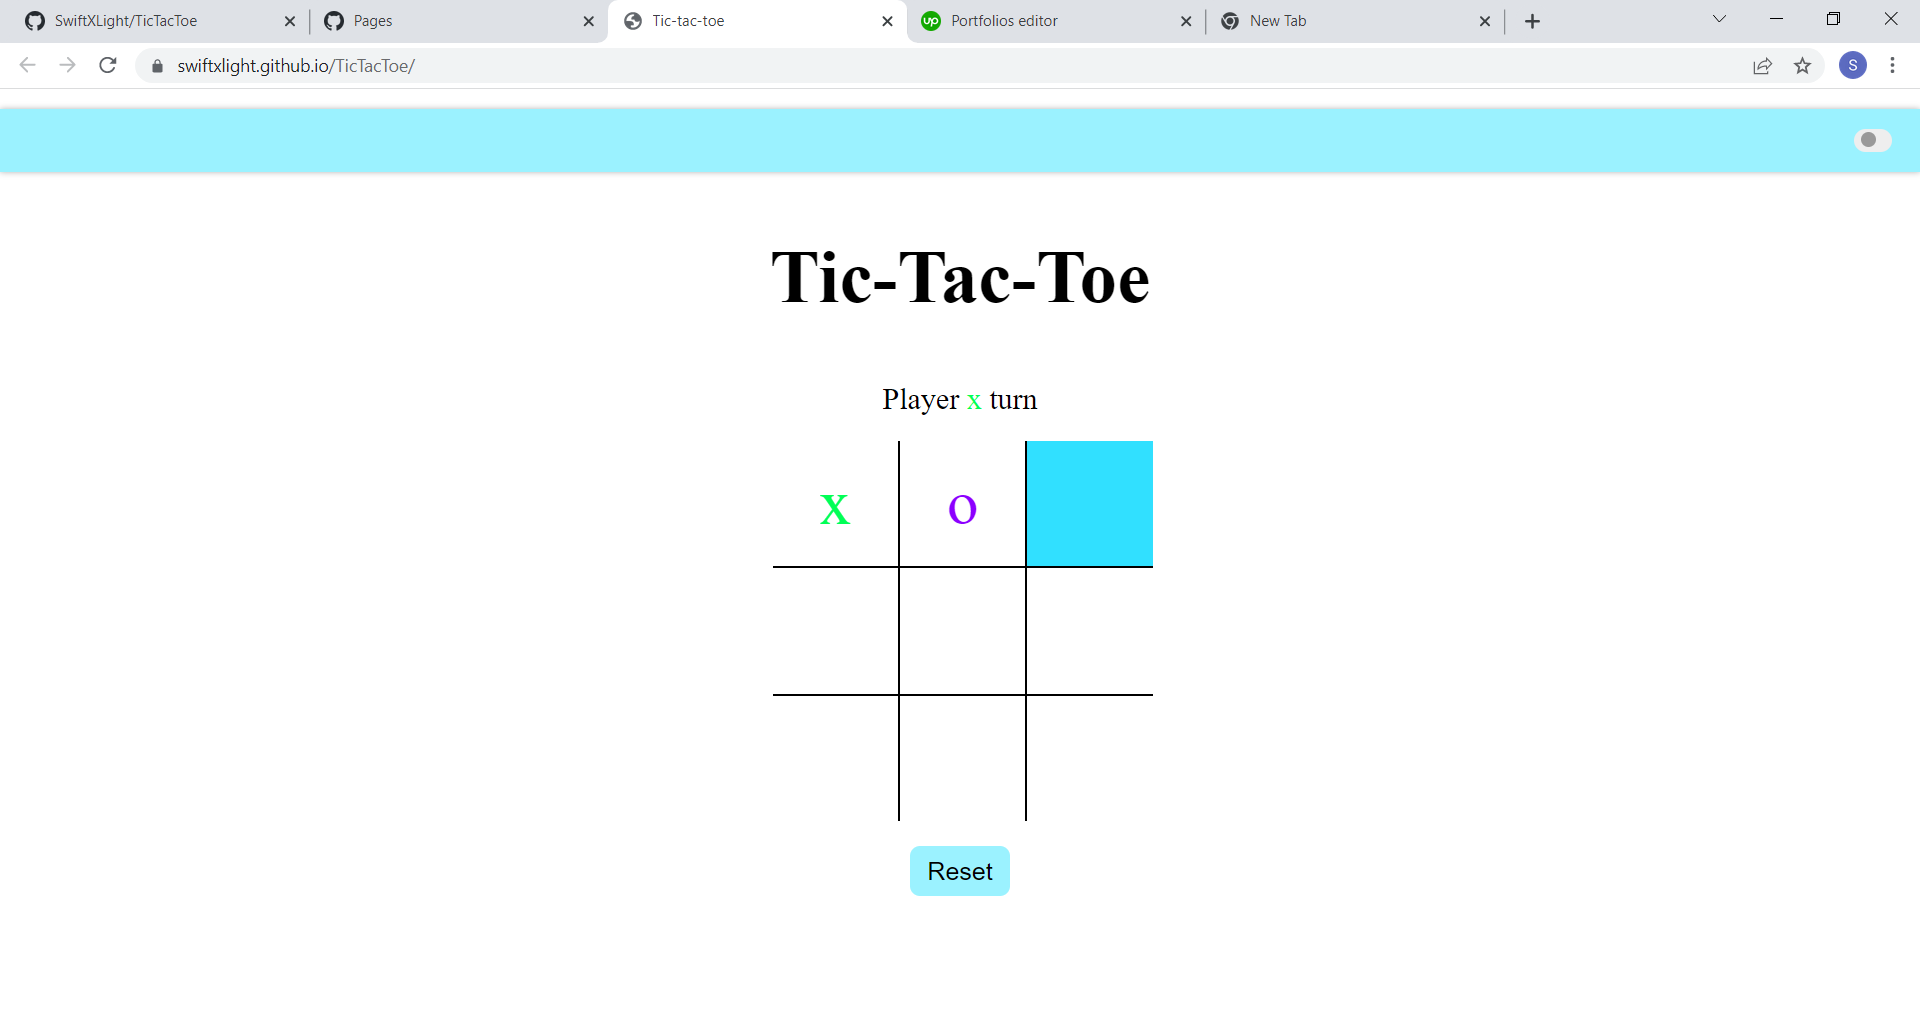 SwiftXLight/TicTacToe
Pages
Tic-tac-toe
up Portfolios editor
New Tab
swiftxlight.github.io/TicTacToe/
S
Tic-Tac-Toe
Player x turn
x o
Reset